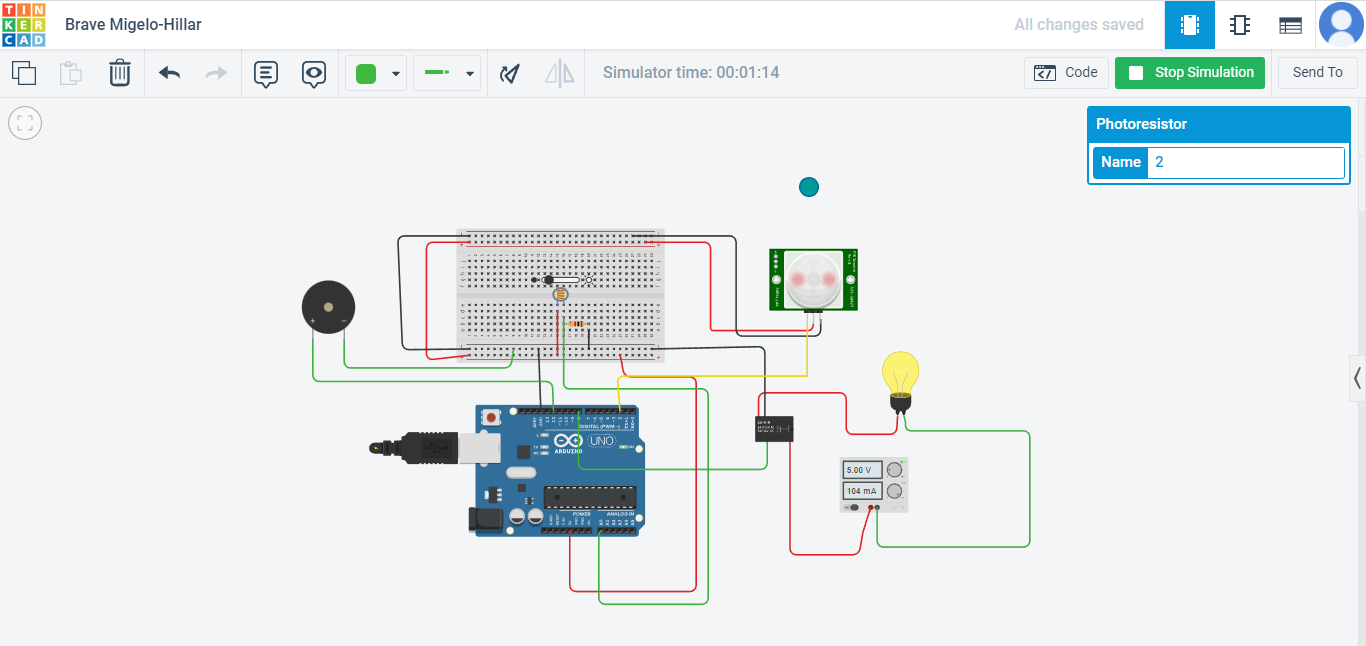 TIN
KER
CAD
Brave Migelo-Hillar
All changes saved
Simulator time: 00:01:14
Code
Stop Simulation
Send To
Photoresistor
Name
2
DIGITAL (PWM~)
UNO
ARDUINO
5.00 V
104 mA
POWER
ANALOG IN